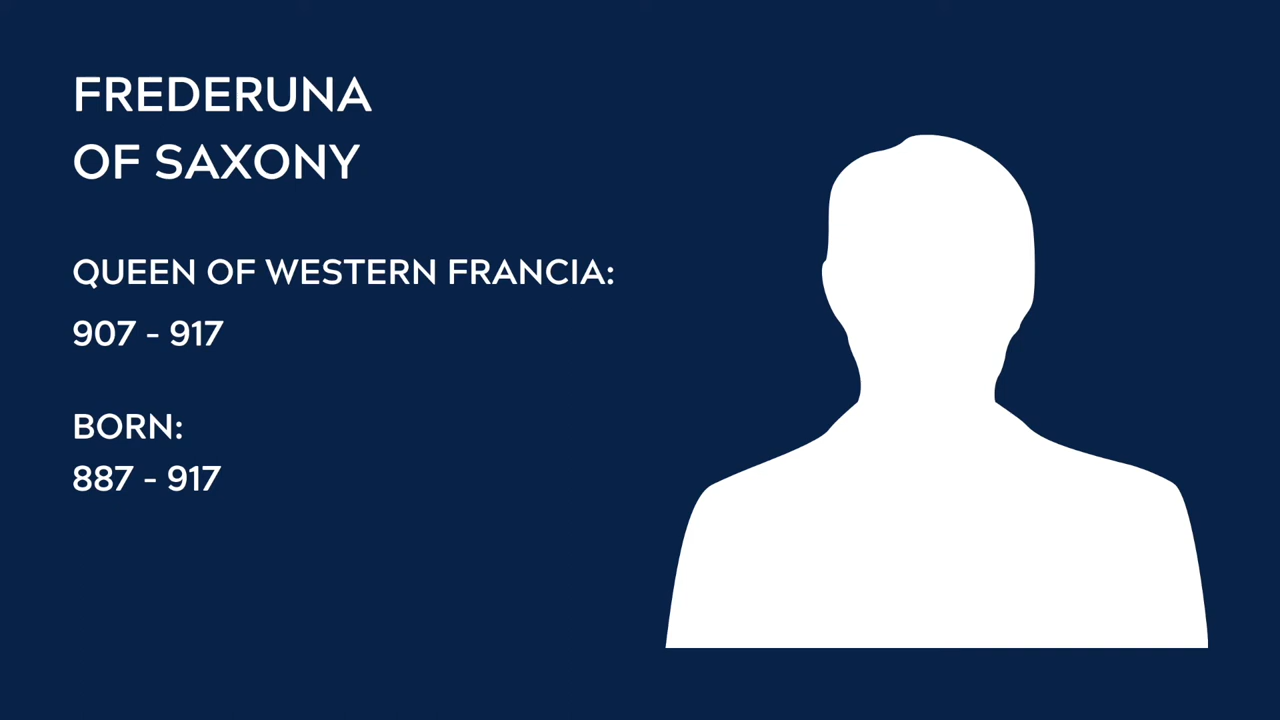 FREDERUNA
OF SAXONY
QUEEN OF WESTERN FRANCIA:
907 - 917
BORN:
887 - 917